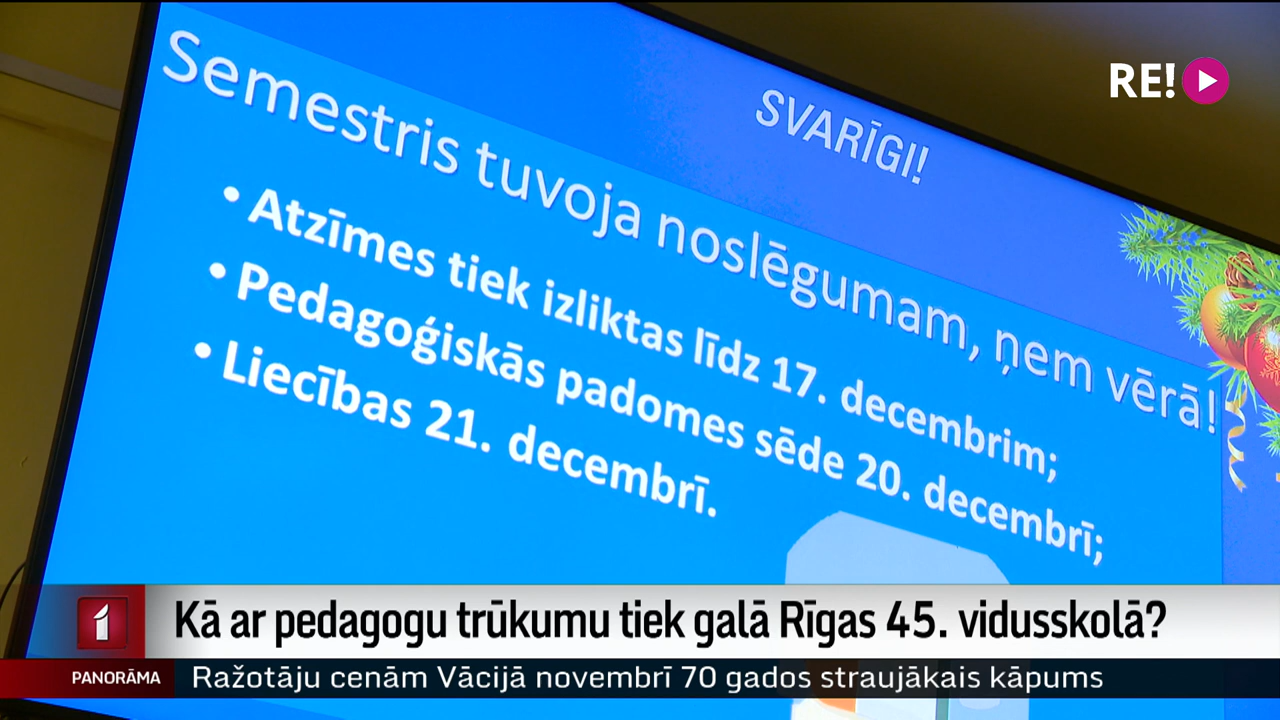 RE!
SVARĪGI!
Semestris tuvoja noslēgumam, ņem vērā!
• Atzīmes tiek izliktas līdz 17. decembrim;
• Pedagoģiskās padomes sēde 20. decembrī;
• Liecības 21. decembrī.
1
Kā ar pedagogu trūkumu tiek galā Rīgas 45. vidusskolā?
PANORĀMA
Ražotāju cenām Vācijā novembrī 70 gados straujākais kāpums